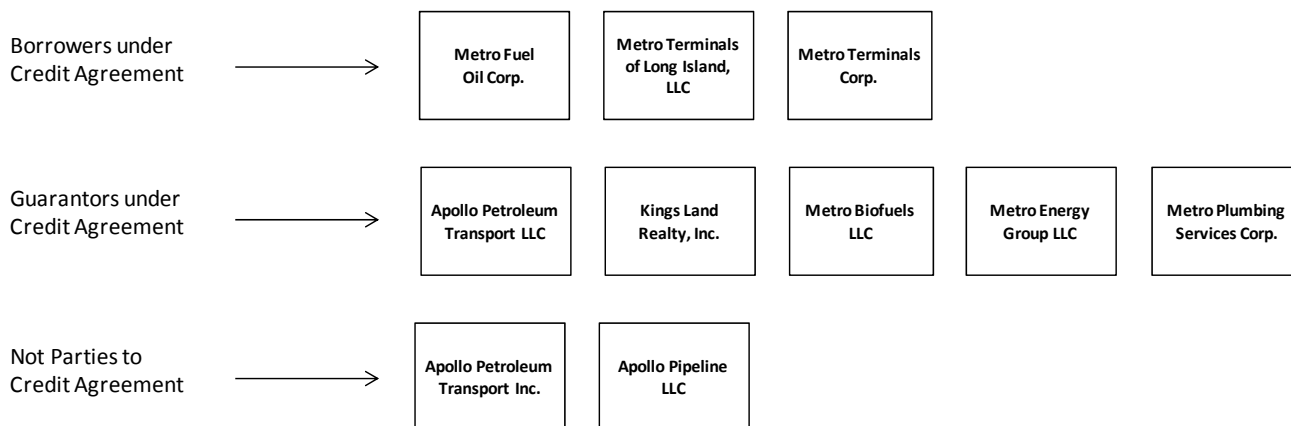 Borrowers under
Credit Agreement
Metro Fuel
Oil Corp.
Metro Terminals
of Long Island,
LLC
Metro Terminals
Corp.
Guarantors under
Credit Agreement
Apollo Petroleum
Transport LLC
Kings Land
Realty, Inc.
Metro Biofuels
LLC
Metro Energy
Group LLC
Metro Plumbing
Services Corp.
Not Parties to
Credit Agreement
Apollo Petroleum
Transport Inc.
Apollo Pipeline
LLC